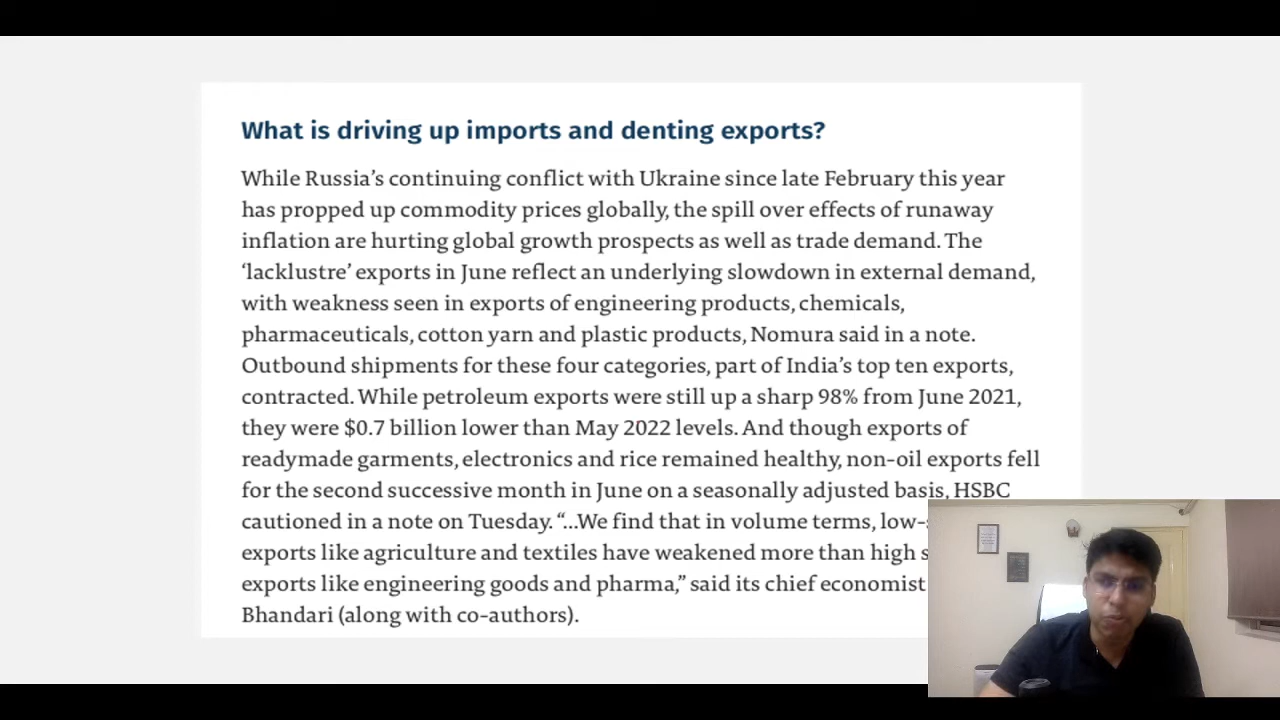 What is driving up imports and denting exports?
While Russia’s continuing conflict with Ukraine since late February this year
has propped up commodity prices globally, the spill over effects of runaway
inflation are hurting global growth prospects as well as trade demand. The
‘lacklustre’ exports in June reflect an underlying slowdown in external demand,
with weakness seen in exports of engineering products, chemicals,
pharmaceuticals, cotton yarn and plastic products, Nomura said in a note.
Outbound shipments for these four categories, part of India’s top ten exports,
contracted. While petroleum exports were still up a sharp 98% from June 2021,
they were $0.7 billion lower than May 2022 levels. And though exports of
readymade garments, electronics and rice remained healthy, non-oil exports fell
for the second successive month in June on a seasonally adjusted basis, HSBC
cautioned in a note on Tuesday. “...We find that in volume terms, low-
exports like agriculture and textiles have weakened more than high
exports like engineering goods and pharma,” said its chief economist
Bhandari (along with co-authors).